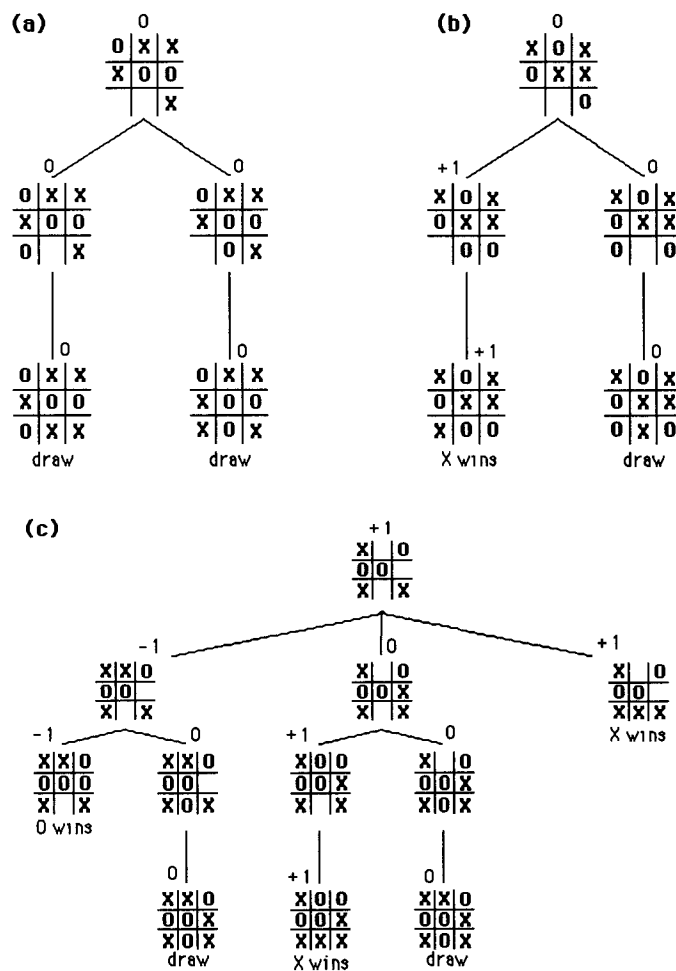 (a)
0
O X X
X O O
X
0
O X X
X O O
O X
0
O X X
X O O
O X
0
O X X
X O O
O X X
draw
0
O X X
X O O
X O X
draw
(b)
0
X O X
O X X
O
+1
X O X
O X X
O O
0
X O X
O X X
O O
+1
X O X
O X X
X O O
X wins
0
X O X
O X X
O X O
draw
(c)
+1
X O
O O
X X
-1
X X O
O O
X X
0
X O
O O X
X X
+1
X O
O O
X X X
X wins
-1
X X O
O O O
X X
O wins
0
X X O
O O
X O X
+1
X O O
O O X
X X
0
X O
O O X
X O X
0
X X O
O O X
X O X
draw
+1
X O O
O O X
X X X
X wins
0
X X O
O O X
X O X
draw